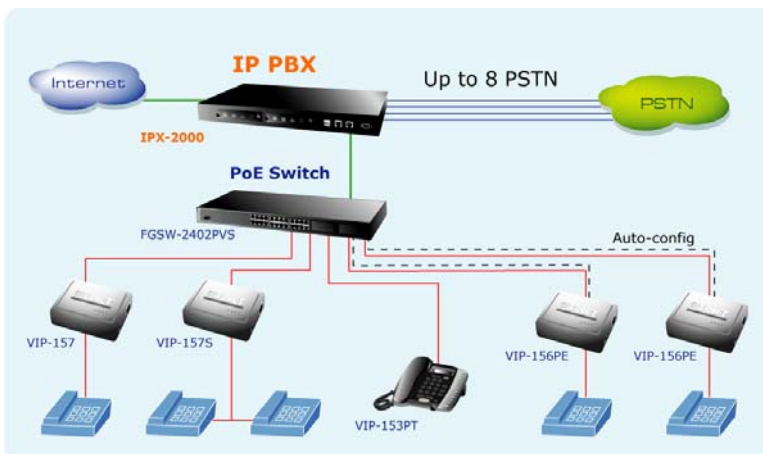 IP PBX
Internet
Up to 8 PSTN
PSTN
IPX-2000
PoE Switch
FGSW-2402PVS
Auto-config
VIP-157
VIP-157S
VIP-156PE
VIP-156PE
VIP-153PT